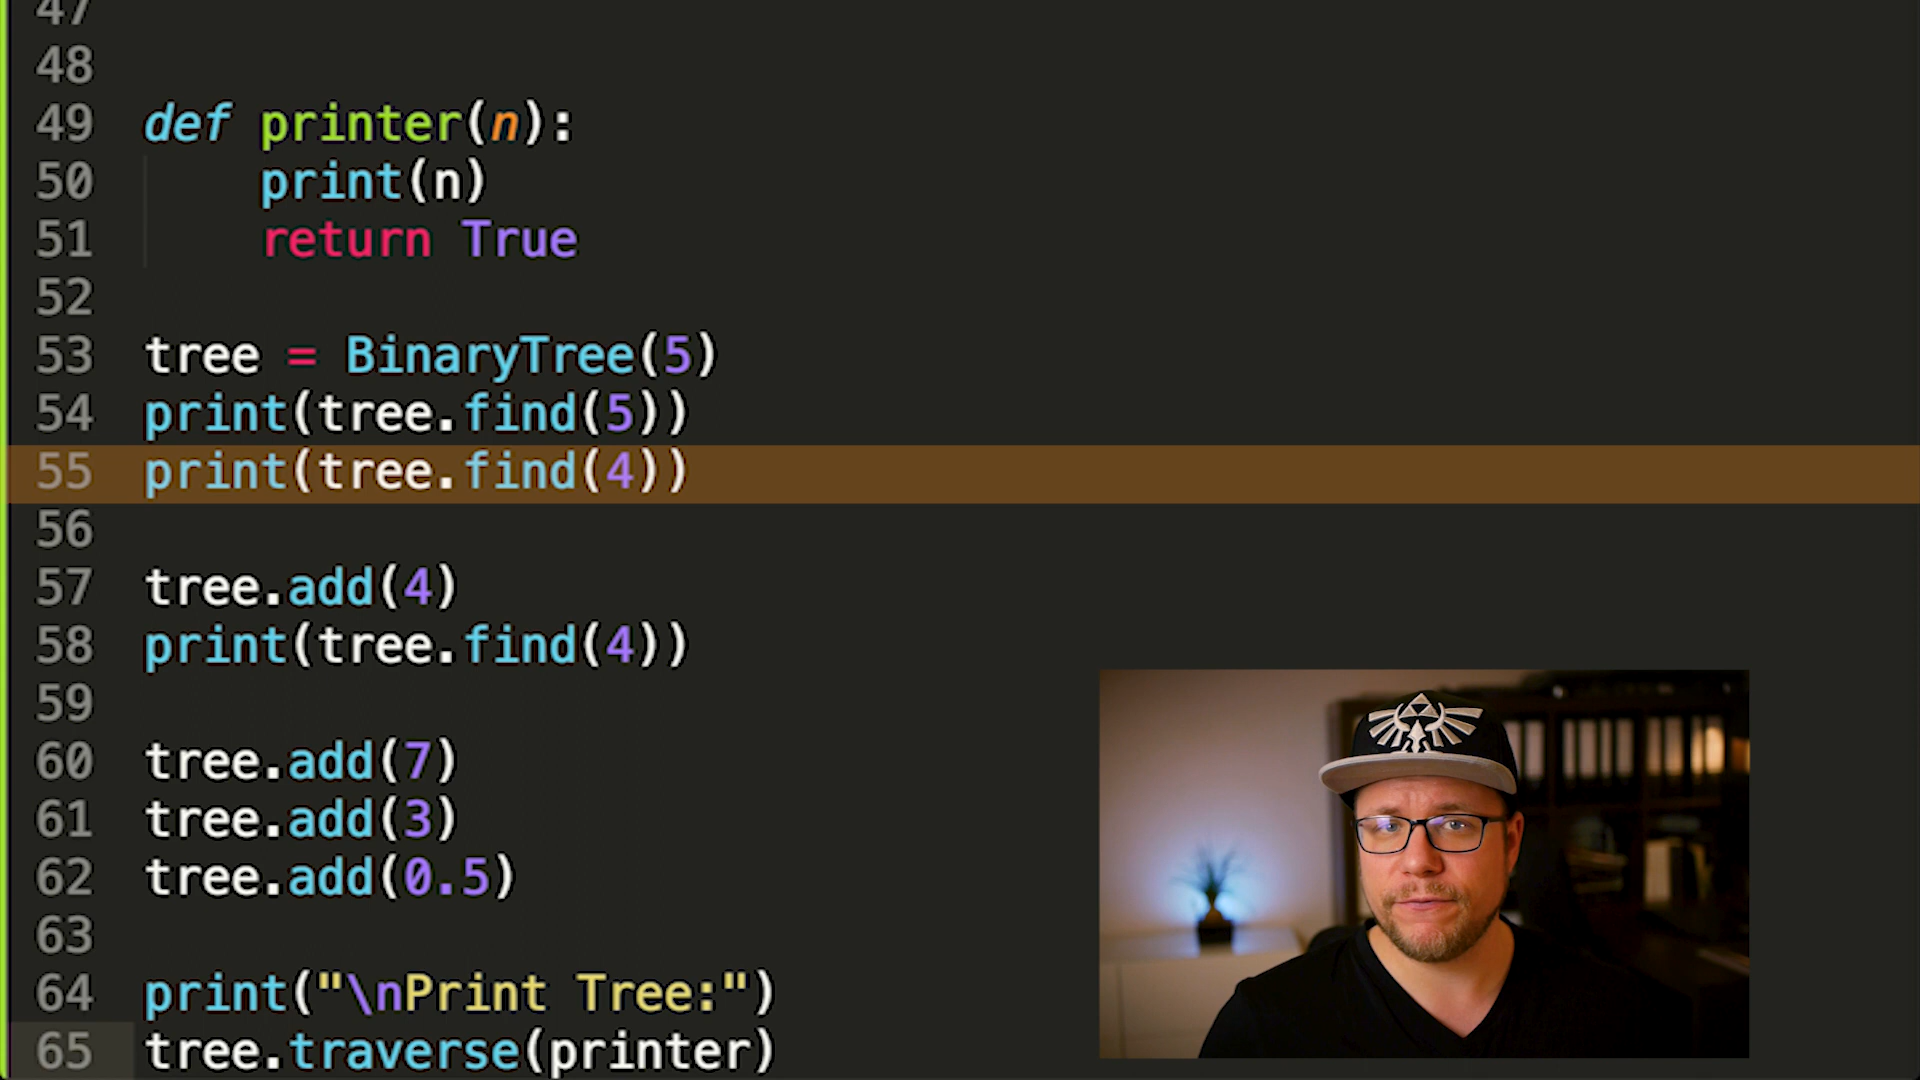 47
48
49 def printer(n):
50 print(n)
51 return True
52
53 tree = BinaryTree(5)
54 print(tree.find(5))
55 print(tree.find(4))
56
57 tree.add(4)
58 print(tree.find(4))
59
60 tree.add(7)
61 tree.add(3)
62 tree.add(0.5)
63
64 print("\nPrint Tree:")
65 tree.traverse(printer)